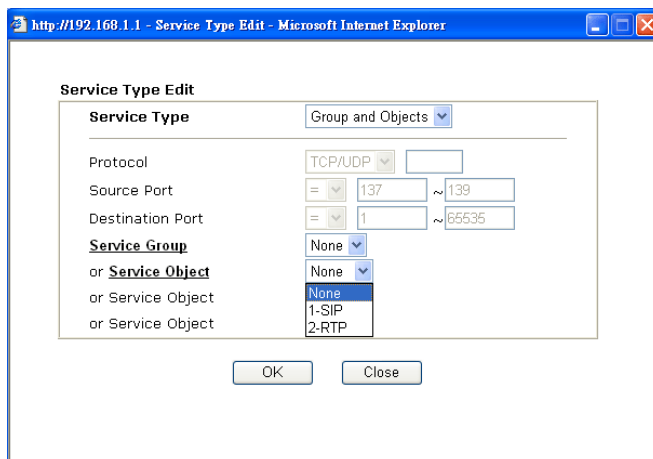 http://192.168.1.1 - Service Type Edit - Microsoft Internet Explorer
Service Type Edit
Service Type Group and Objects
Protocol TCP/UDP
Source Port = 137 ~ 139
Destination Port = 1 ~ 65535
Service Group None
or Service Object None
or Service Object None
or Service Object 1-SIP
2-RTP
OK Close